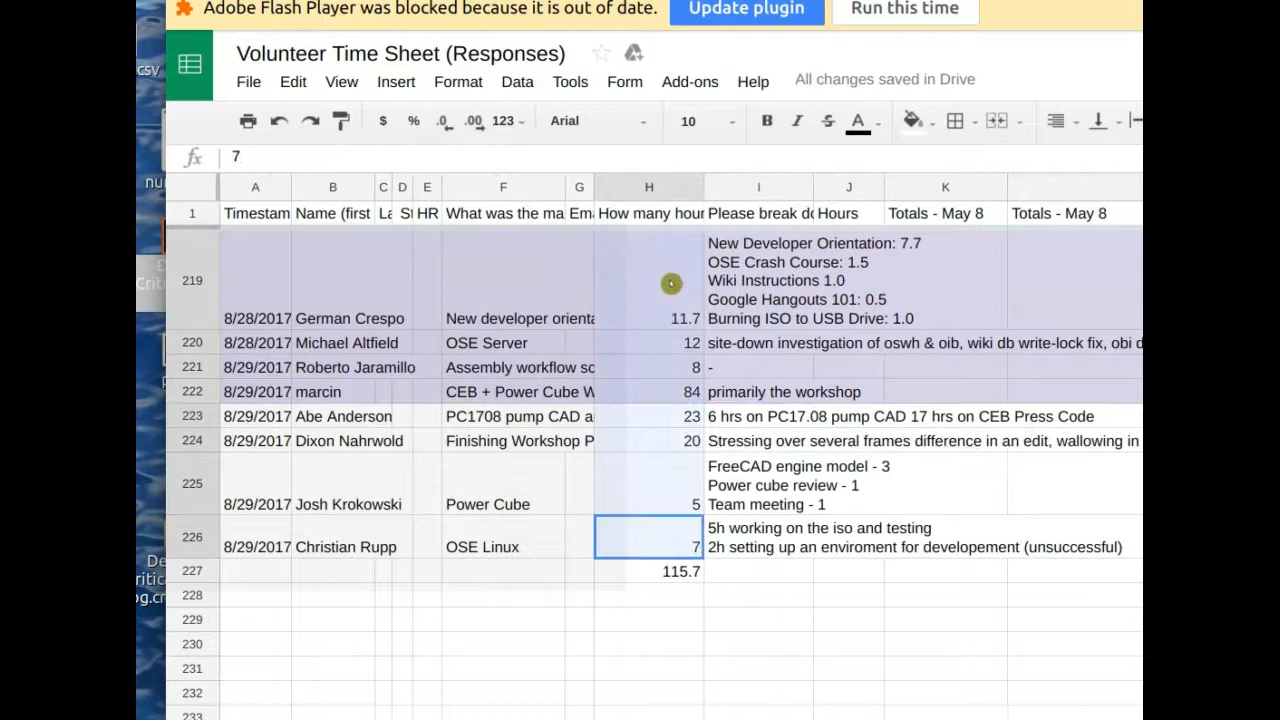 Adobe Flash Player was blocked because it is out of date. Update plugin Run this time
Volunteer Time Sheet (Responses)
File Edit View Insert Format Data Tools Form Add-ons Help All changes saved in Drive
$ % .0 .00 123 Arial 10 B I S A
fx 7
A B C D E F G H I J K
1 Timestam Name (first La St HR What was the ma Ema How many hour Please break do Hours Totals - May 8 Totals - May 8
New Developer Orientation: 7.7
OSE Crash Course: 1.5
Wiki Instructions 1.0
Google Hangouts 101: 0.5
219 8/28/2017 German Crespo New developer orienta 11.7 Burning ISO to USB Drive: 1.0
220 8/28/2017 Michael Altfield OSE Server 12 site-down investigation of oswh & oib, wiki db write-lock fix, obi d
221 8/29/2017 Roberto Jaramillo Assembly workflow sc 8 -
222 8/29/2017 marcin CEB + Power Cube W 84 primarily the workshop
223 8/29/2017 Abe Anderson PC1708 pump CAD a 23 6 hrs on PC17.08 pump CAD 17 hrs on CEB Press Code
224 8/29/2017 Dixon Nahrwold Finishing Workshop P 20 Stressing over several frames difference in an edit, wallowing in
FreeCAD engine model - 3
Power cube review - 1
225 8/29/2017 Josh Krokowski Power Cube 5 Team meeting - 1
5h working on the iso and testing
226 8/29/2017 Christian Rupp OSE Linux 7 2h setting up an enviroment for developement (unsuccessful)
227 115.7
228
229
230
231
232
233
csv